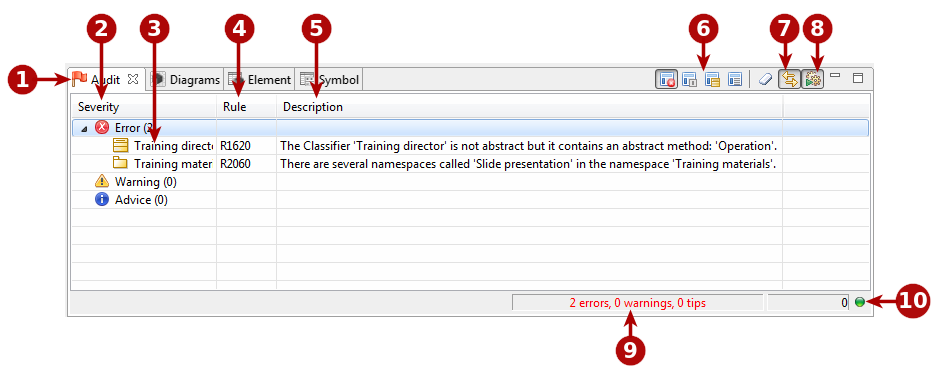 2 3 4 5 6 7 8
1 Audit Diagrams Element Symbol
Severity Rule Description
Error (2
Training directo R1620 The Classifier 'Training director' is not abstract but it contains an abstract method: 'Operation'.
Training mater R2060 There are several namespaces called 'Slide presentation' in the namespace 'Training materials'.
Warning (0)
Advice (0)
2 errors, 0 warnings, 0 tips 0 10
9